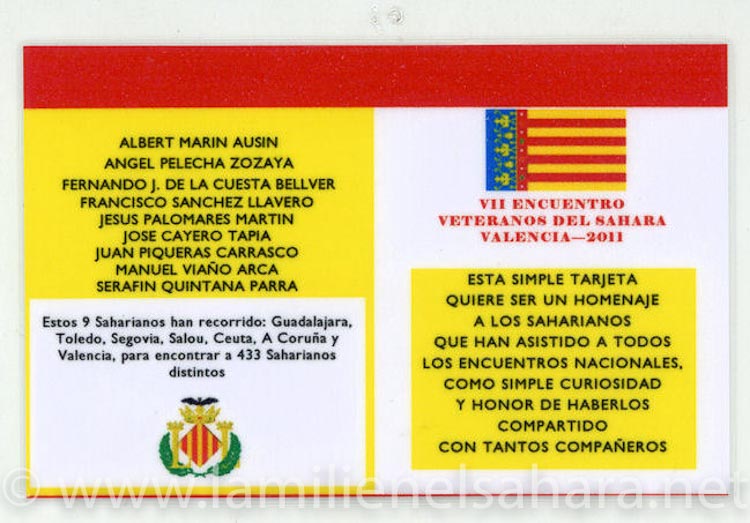 ALBERT MARIN AUSIN
ANGEL PELECHA ZOZAYA
FERNANDO J. DE LA CUESTA BELLVER
FRANCISCO SANCHEZ LLAVERO
JESUS PALOMARES MARTIN
JOSE CAYERO TAPIA
JUAN PIQUERAS CARRASCO
MANUEL VIAÑO ARCA
SERAFIN QUINTANA PARRA
Estos 9 Saharianos han recorrido: Guadalajara,
Toledo, Segovia, Salou, Ceuta, A Coruña y
Valencia, para encontrar a 433 Saharianos
distintos
VII ENCUENTRO
VETERANOS DEL SAHARA
VALENCIA—2011
ESTA SIMPLE TARJETA
QUIERE SER UN HOMENAJE
A LOS SAHARIANOS
QUE HAN ASISTIDO A TODOS
LOS ENCUENTROS NACIONALES,
COMO SIMPLE CURIOSIDAD
Y HONOR DE HABERLOS
COMPARTIDO
CON TANTOS COMPAÑEROS
© www.lamilienelsahara.net